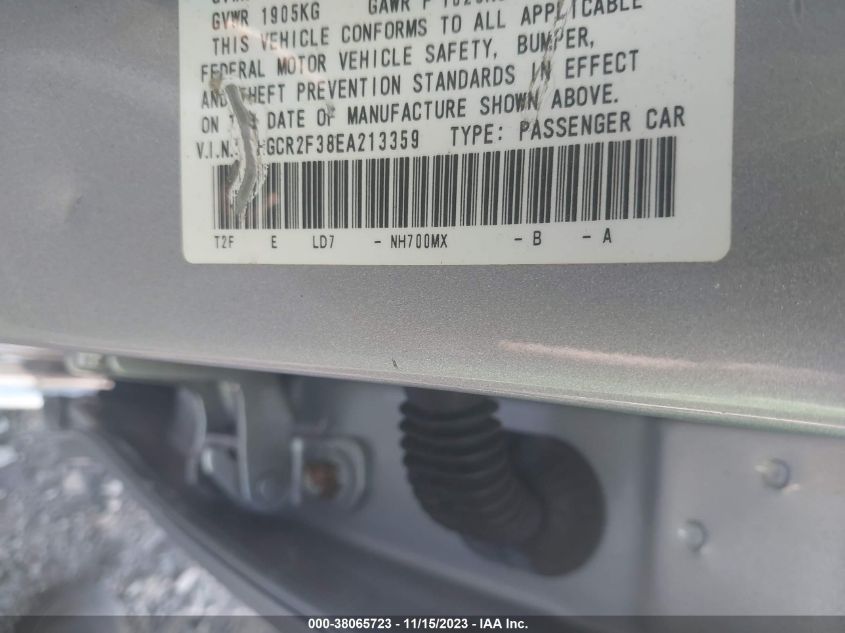 GVWR 1905KG GAWR F
THIS VEHICLE CONFORMS TO ALL APPLICABLE
FEDERAL MOTOR VEHICLE SAFETY, BUMPER,
AND THEFT PREVENTION STANDARDS IN EFFECT
ON THE DATE OF MANUFACTURE SHOWN ABOVE.
V.I.N. GCR2F38EA213359 TYPE: PASSENGER CAR
T2F E LD7 - NH700MX - B - A
000-38065723 - 11/15/2023 - IAA Inc.